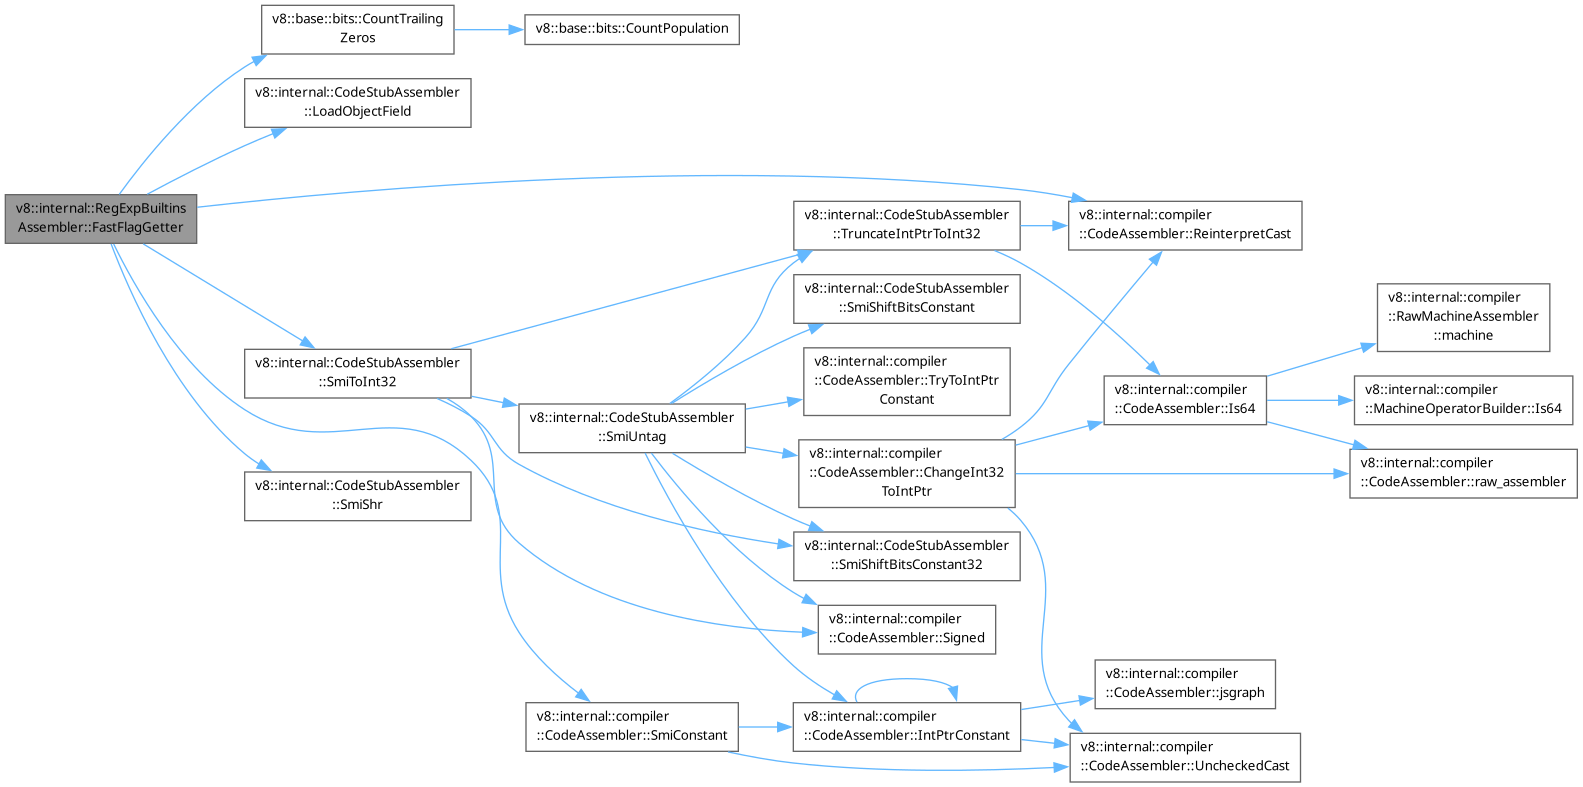 v8::base::bits::CountTrailing
Zeros
v8::base::bits::CountPopulation
v8::internal::CodeStubAssembler
::LoadObjectField
v8::internal::RegExpBuiltins
Assembler::FastFlagGetter
v8::internal::CodeStubAssembler
::TruncateIntPtrToInt32
v8::internal::compiler
::CodeAssembler::ReinterpretCast
v8::internal::CodeStubAssembler
::SmiShiftBitsConstant
v8::internal::compiler
::RawMachineAssembler
::machine
v8::internal::CodeStubAssembler
::SmiToInt32
v8::internal::compiler
::CodeAssembler::TryToIntPtr
Constant
v8::internal::compiler
::CodeAssembler::Is64
v8::internal::compiler
::MachineOperatorBuilder::Is64
v8::internal::CodeStubAssembler
::SmiUntag
v8::internal::compiler
::CodeAssembler::ChangeInt32
ToIntPtr
v8::internal::compiler
::CodeAssembler::raw_assembler
v8::internal::CodeStubAssembler
::SmiShr
v8::internal::CodeStubAssembler
::SmiShiftBitsConstant32
v8::internal::compiler
::CodeAssembler::Signed
v8::internal::compiler
::CodeAssembler::jsgraph
v8::internal::compiler
::CodeAssembler::SmiConstant
v8::internal::compiler
::CodeAssembler::IntPtrConstant
v8::internal::compiler
::CodeAssembler::UncheckedCast